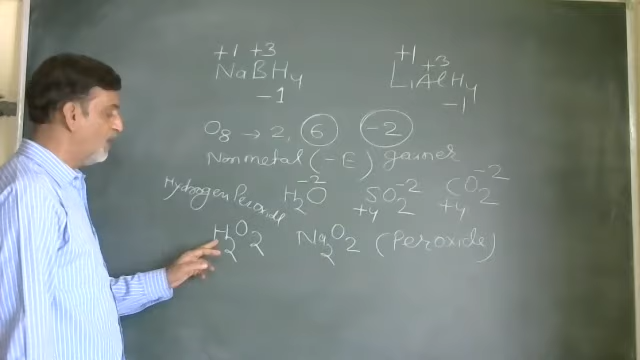 +1 +3 +1 +3
NaBH4 LiAlH4
-1 -1
O8 → 2, 6 -2
Nonmetal (-E) gainer
Hydrogen Peroxide H2O -2 SO2 -2 CO2 -2
+4 +4
H2O2 Na2O2 (Peroxide)